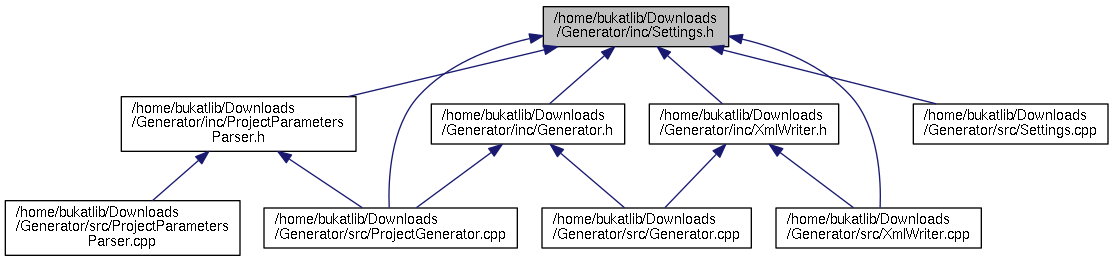 /home/bukatlib/Downloads
/Generator/inc/Settings.h
/home/bukatlib/Downloads
/Generator/inc/ProjectParameters
Parser.h
/home/bukatlib/Downloads
/Generator/inc/Generator.h
/home/bukatlib/Downloads
/Generator/inc/XmlWriter.h
/home/bukatlib/Downloads
/Generator/src/Settings.cpp
/home/bukatlib/Downloads
/Generator/src/ProjectParameters
Parser.cpp
/home/bukatlib/Downloads
/Generator/src/ProjectGenerator.cpp
/home/bukatlib/Downloads
/Generator/src/Generator.cpp
/home/bukatlib/Downloads
/Generator/src/XmlWriter.cpp